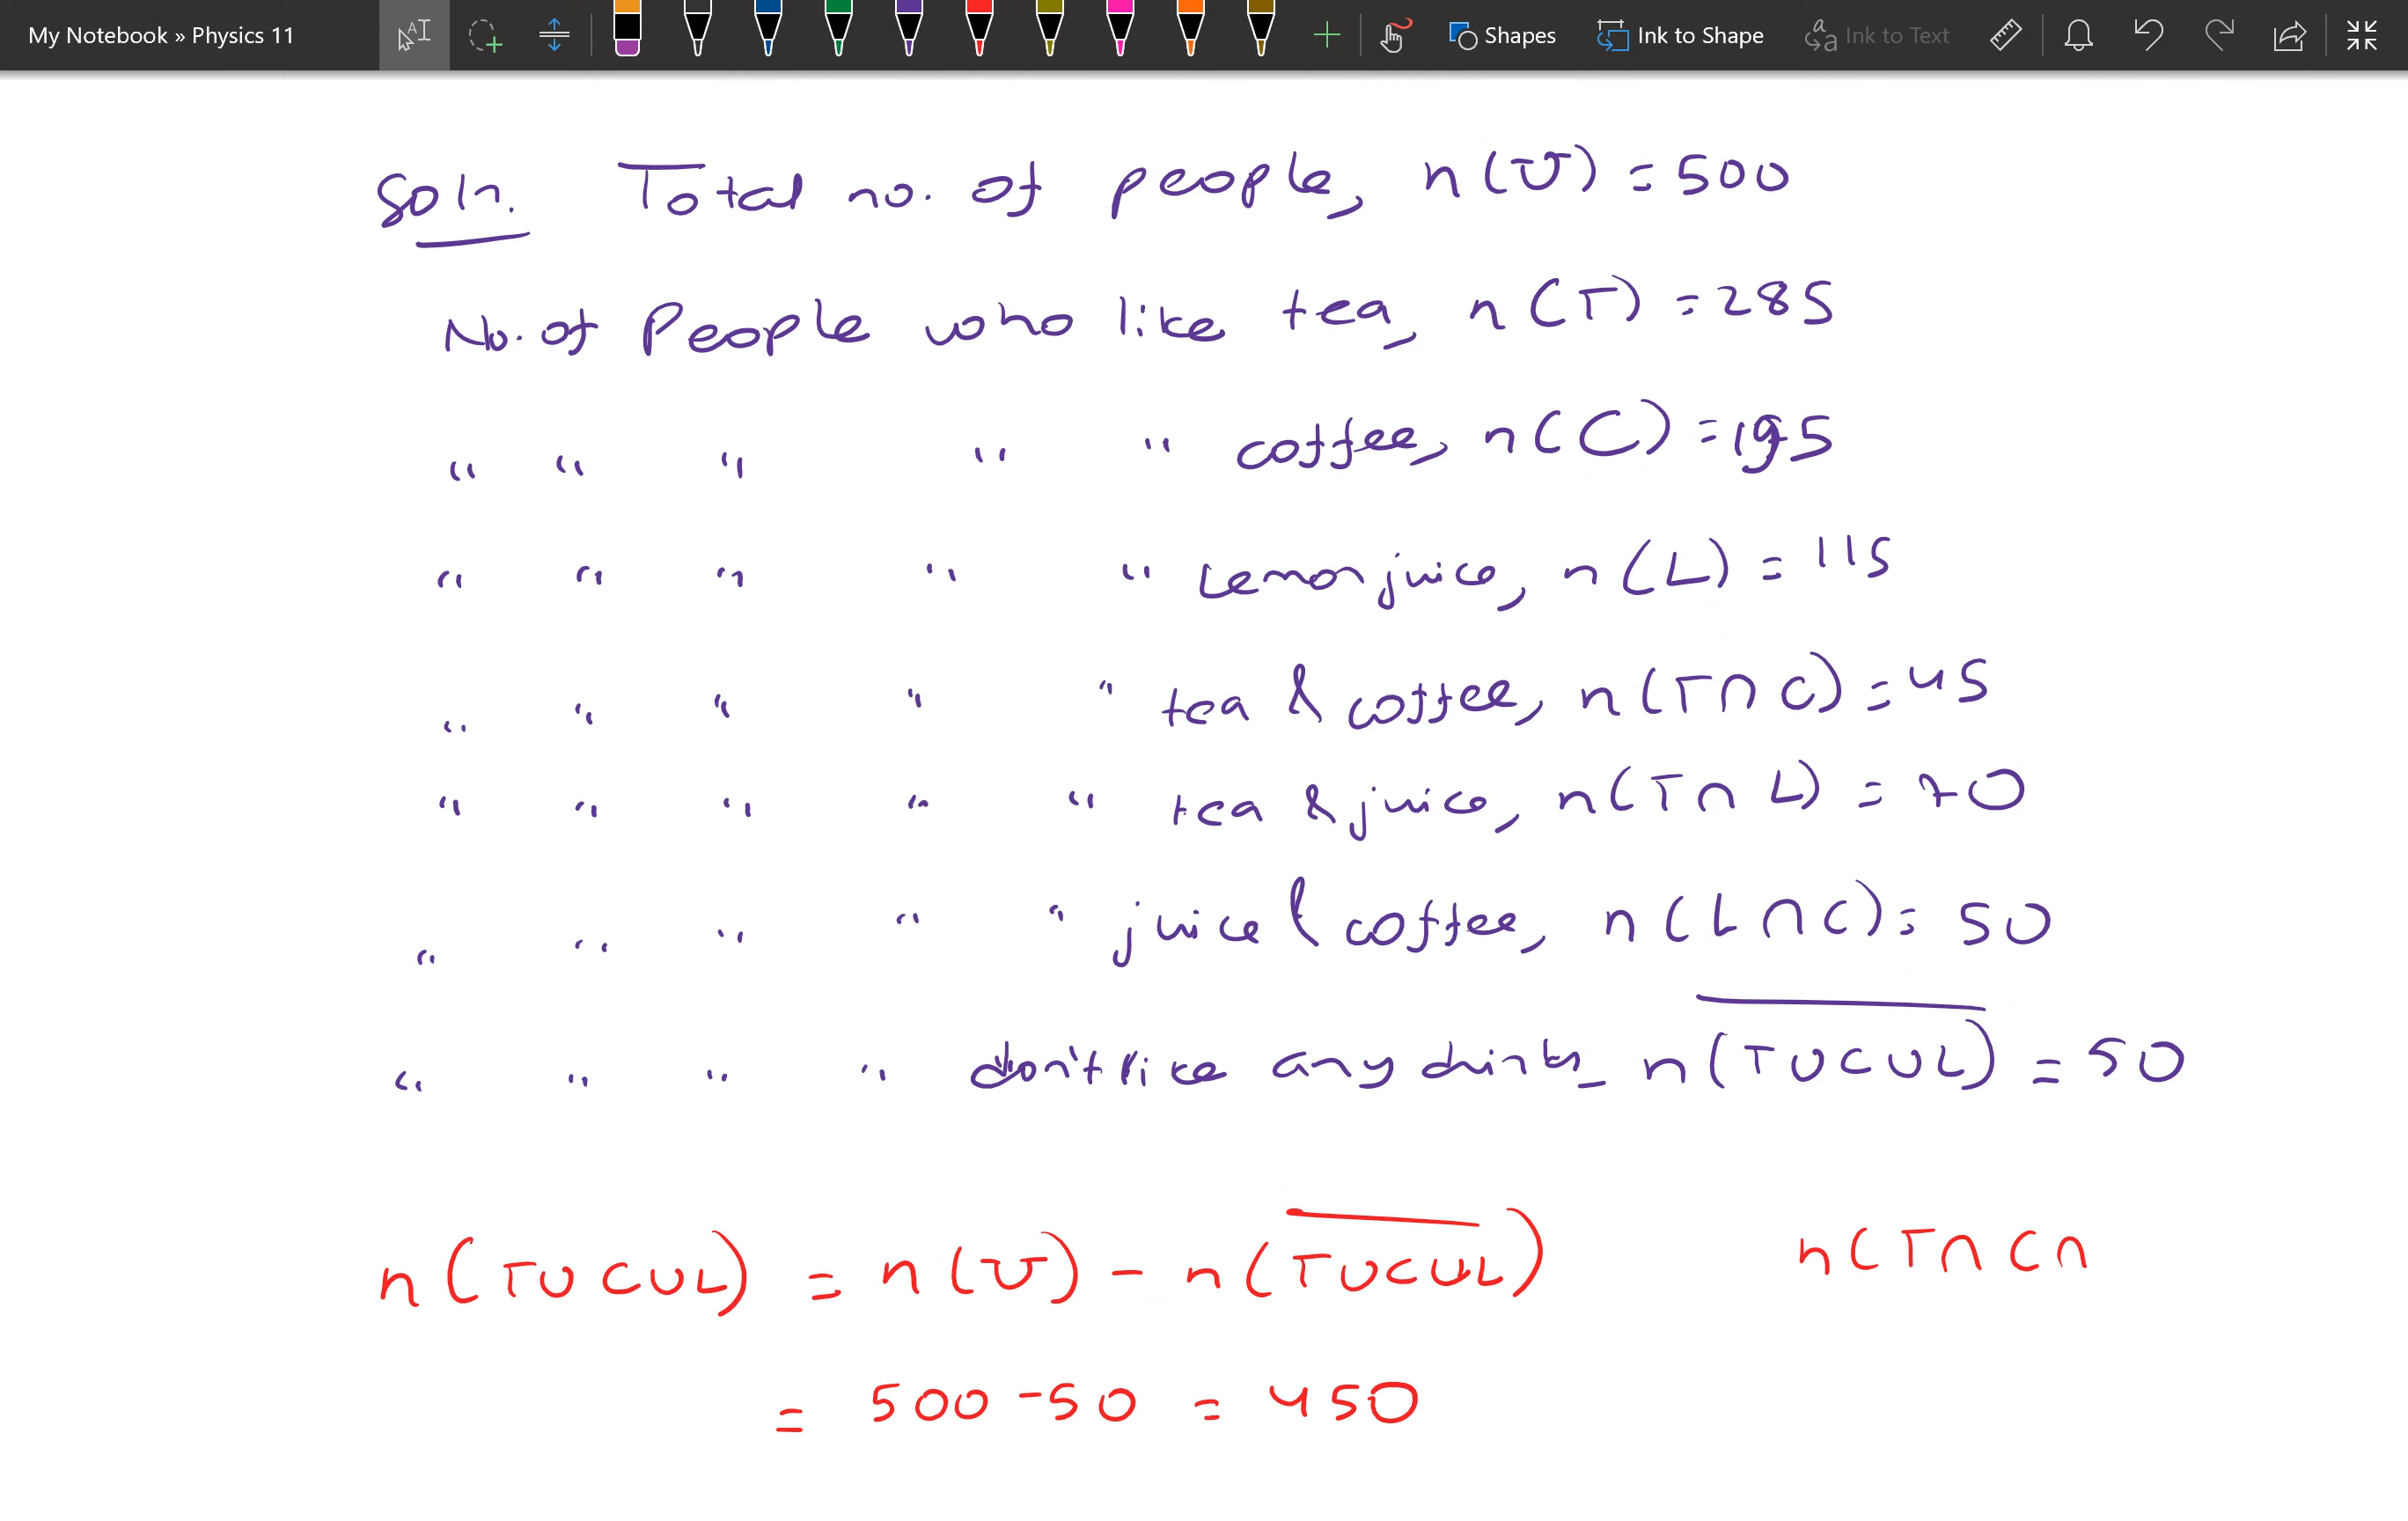 My Notebook » Physics 11 Shapes Ink to Shape Ink to Text
Soln. Total no. of people, n(U) = 500
No. of People who like tea, n(T) = 285
" " " " " coffee, n(C) = 195
" " " " " Lemon juice, n(L) = 115
" " " " " tea & coffee, n(T∩C) = 45
" " " " " tea & juice, n(T∩L) = 70
" " " " " juice & coffee, n(L∩C) = 50
" " " " don't like any drinks, n(T∪C∪L)‾ = 50
n(T∪C∪L) = n(U) - n(T∪C∪L)‾ n(T∩C∩
= 500 - 50 = 450